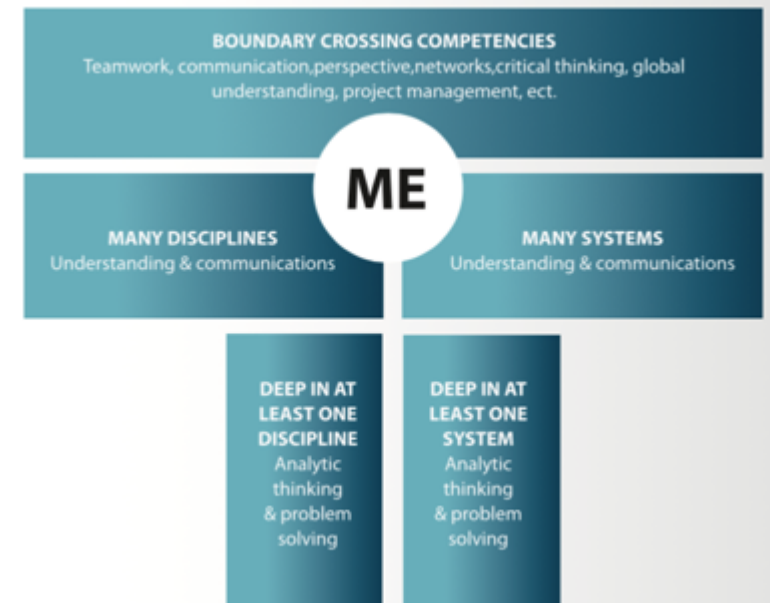 BOUNDARY CROSSING COMPETENCIES
Teamwork, communication,perspective,networks,critical thinking, global
understanding, project management, ect.
ME
MANY DISCIPLINES
Understanding & communications
MANY SYSTEMS
Understanding & communications
DEEP IN AT
LEAST ONE
DISCIPLINE
Analytic
thinking
& problem
solving
DEEP IN AT
LEAST ONE
SYSTEM
Analytic
thinking
& problem
solving